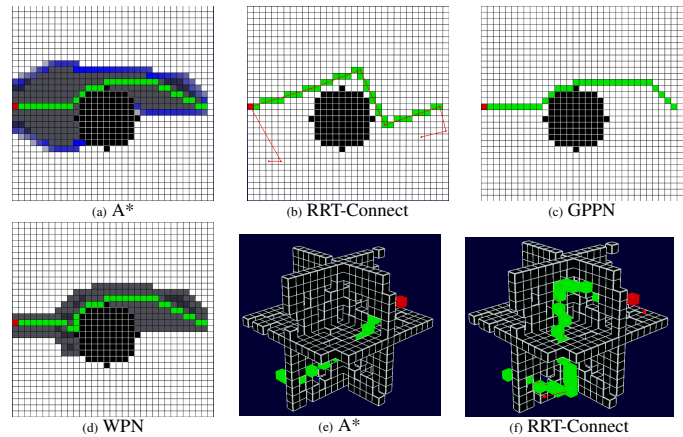 (a) A*
(b) RRT-Connect
(c) GPPN
(d) WPN
(e) A*
(f) RRT-Connect